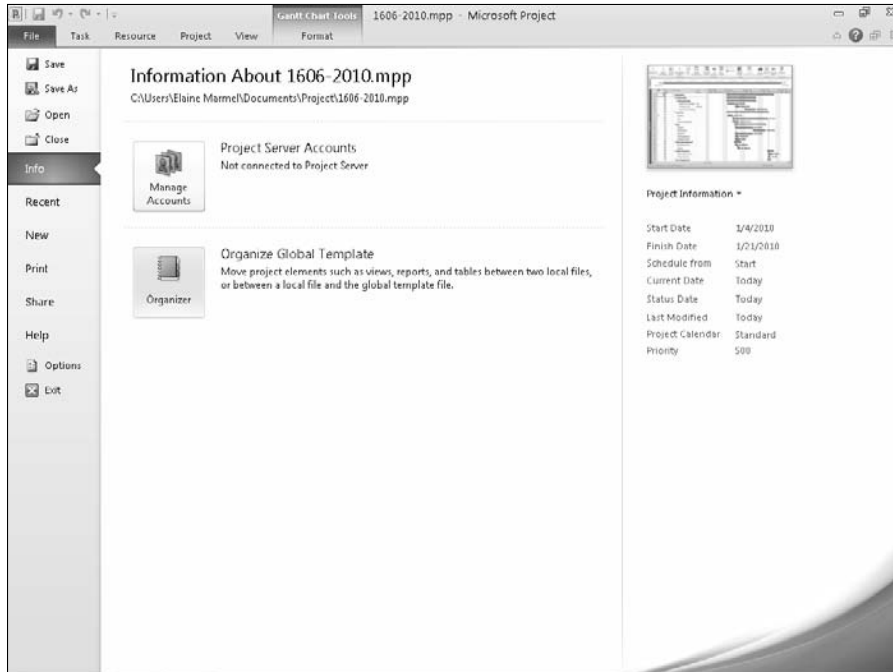 Gantt Chart Tools
1606-2010.mpp - Microsoft Project
File Task Resource Project View Format
Save
Save As
Open
Close
Info
Recent
New
Print
Share
Help
Options
Exit
Information About 1606-2010.mpp
C:\Users\Elaine Marmel\Documents\Project\1606-2010.mpp
Manage
Accounts
Project Server Accounts
Not connected to Project Server
Organizer
Organize Global Template
Move project elements such as views, reports, and tables between two local files,
or between a local file and the global template file.
Project Information
Start Date 1/4/2010
Finish Date 1/21/2010
Schedule from Start
Current Date Today
Status Date Today
Last Modified Today
Project Calendar Standard
Priority 500